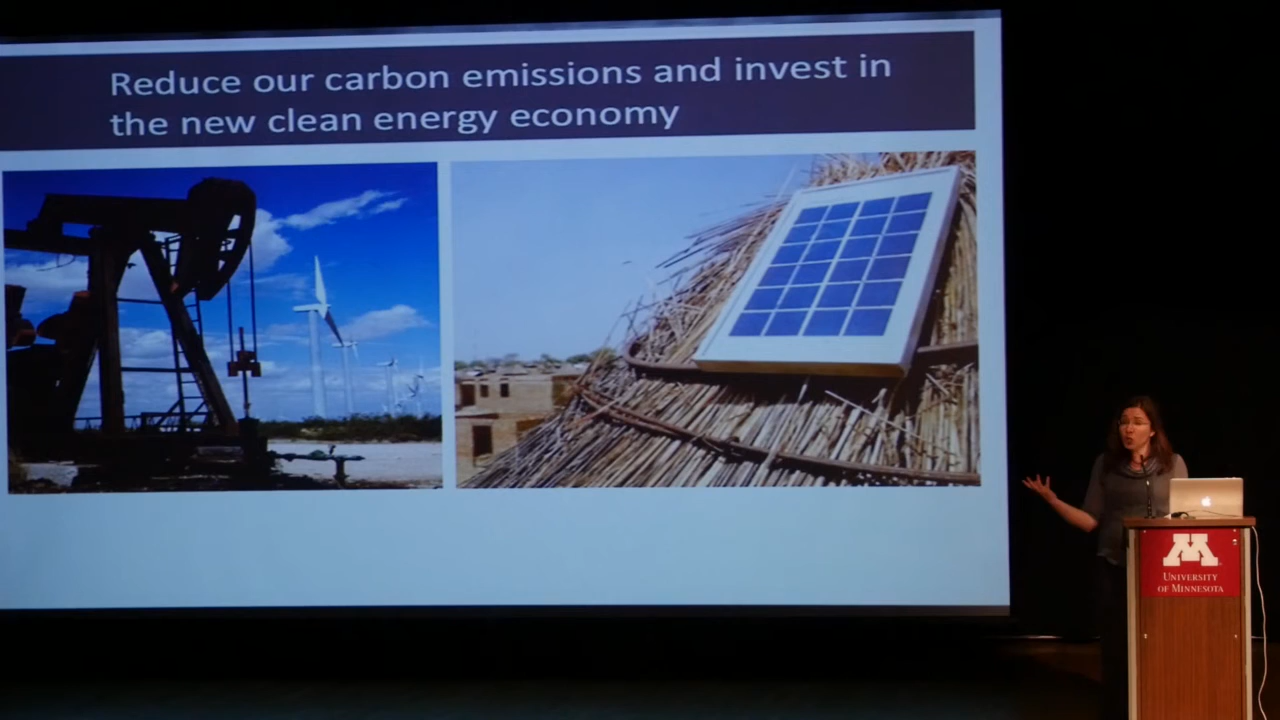 Reduce our carbon emissions and invest in
the new clean energy economy
M
UNIVERSITY
OF MINNESOTA